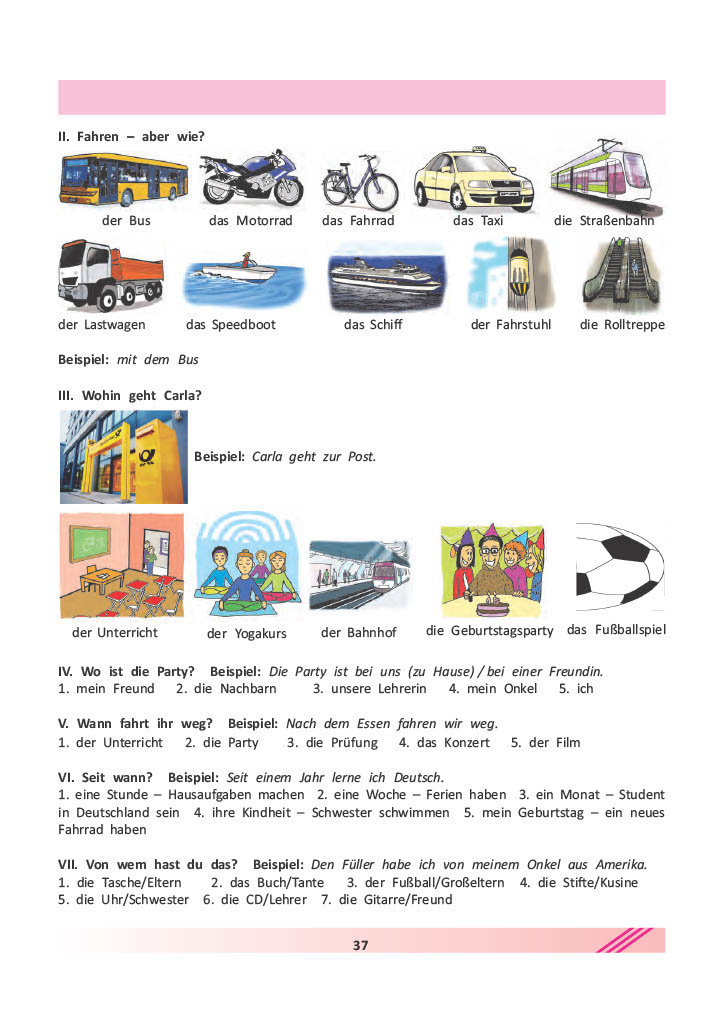 II. Fahren – aber wie?
der Bus das Motorrad das Fahrrad das Taxi die Straßenbahn
der Lastwagen das Speedboot das Schiff der Fahrstuhl die Rolltreppe
Beispiel: mit dem Bus
III. Wohin geht Carla?
Beispiel: Carla geht zur Post.
der Unterricht der Yogakurs der Bahnhof die Geburtstagsparty das Fußballspiel
IV. Wo ist die Party? Beispiel: Die Party ist bei uns (zu Hause) / bei einer Freundin.
1. mein Freund 2. die Nachbarn 3. unsere Lehrerin 4. mein Onkel 5. ich
V. Wann fahrt ihr weg? Beispiel: Nach dem Essen fahren wir weg.
1. der Unterricht 2. die Party 3. die Prüfung 4. das Konzert 5. der Film
VI. Seit wann? Beispiel: Seit einem Jahr lerne ich Deutsch.
1. eine Stunde – Hausaufgaben machen 2. eine Woche – Ferien haben 3. ein Monat – Student
in Deutschland sein 4. ihre Kindheit – Schwester schwimmen 5. mein Geburtstag – ein neues
Fahrrad haben
VII. Von wem hast du das? Beispiel: Den Füller habe ich von meinem Onkel aus Amerika.
1. die Tasche/Eltern 2. das Buch/Tante 3. der Fußball/Großeltern 4. die Stifte/Kusine
5. die Uhr/Schwester 6. die CD/Lehrer 7. die Gitarre/Freund
37